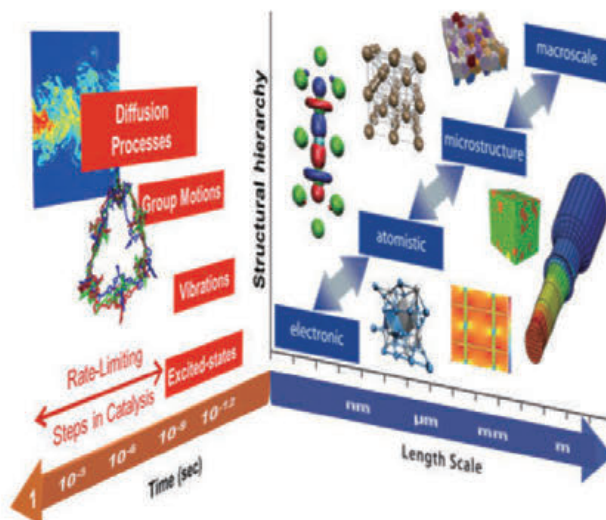 Diffusion
Processes
Group Motions
Vibrations
Excited-states
Rate-Limiting
Steps in Catalysis
1 10⁻³ 10⁻⁶ 10⁻⁹ 10⁻¹²
Time (sec)
Structural hierarchy
macroscale
microstructure
atomistic
electronic
nm μm mm m
Length Scale